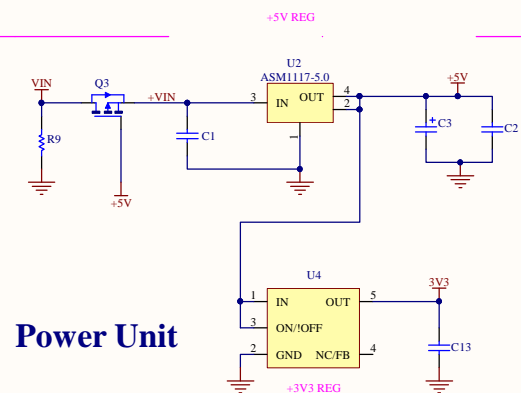 +5V REG
U2
ASM1117-5.0
VIN
Q3
+VIN
3
IN
OUT
4
2
1
+5V
R9
C1
C3
C2
+5V
U4
1
IN
OUT
5
3V3
3
ON/!OFF
2
GND
NC/FB
4
C13
Power Unit
+3V3 REG